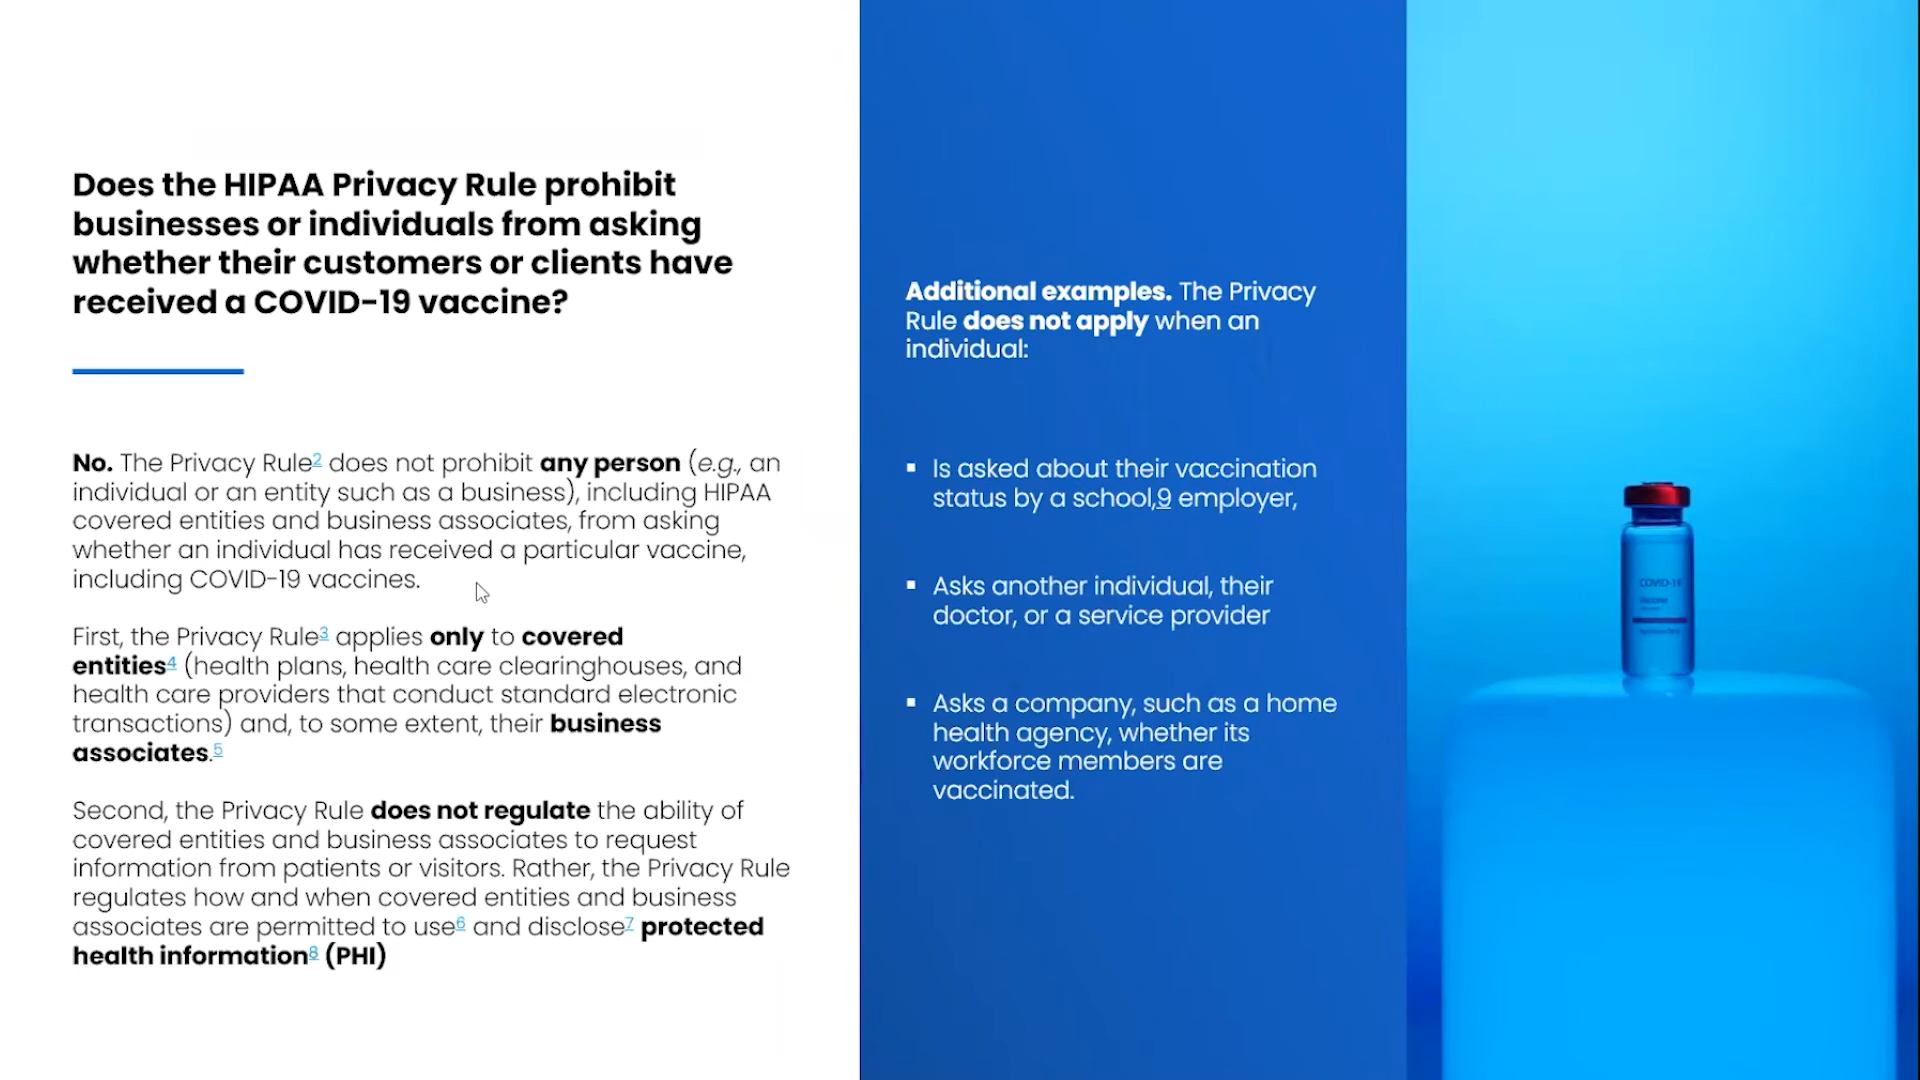 Does the HIPAA Privacy Rule prohibit
businesses or individuals from asking
whether their customers or clients have
received a COVID-19 vaccine?
No. The Privacy Rule2 does not prohibit any person (e.g., an
individual or an entity such as a business), including HIPAA
covered entities and business associates, from asking
whether an individual has received a particular vaccine,
including COVID-19 vaccines.
First, the Privacy Rule3 applies only to covered
entities4 (health plans, health care clearinghouses, and
health care providers that conduct standard electronic
transactions) and, to some extent, their business
associates.5
Second, the Privacy Rule does not regulate the ability of
covered entities and business associates to request
information from patients or visitors. Rather, the Privacy Rule
regulates how and when covered entities and business
associates are permitted to use6 and disclose7 protected
health information8 (PHI)
Additional examples. The Privacy
Rule does not apply when an
individual:
▪ Is asked about their vaccination
status by a school,9 employer,
▪ Asks another individual, their
doctor, or a service provider
▪ Asks a company, such as a home
health agency, whether its
workforce members are
vaccinated.
COVID-19
Vaccine